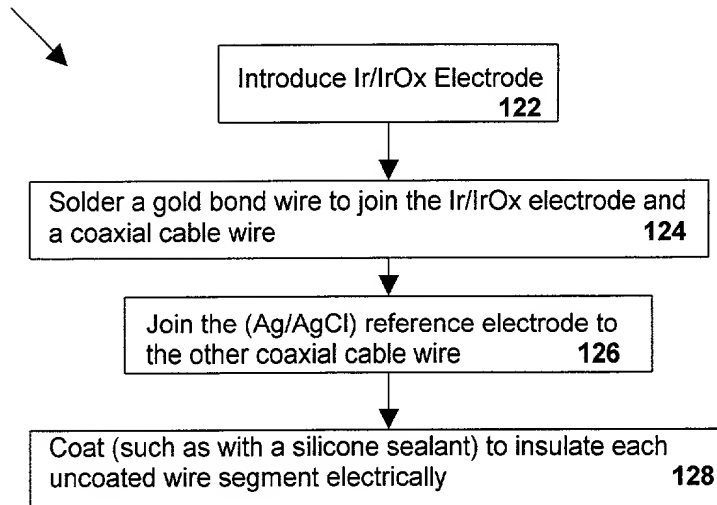 Introduce Ir/IrOx Electrode
122
Solder a gold bond wire to join the Ir/IrOx electrode and
a coaxial cable wire 124
Join the (Ag/AgCl) reference electrode to
the other coaxial cable wire 126
Coat (such as with a silicone sealant) to insulate each
uncoated wire segment electrically 128